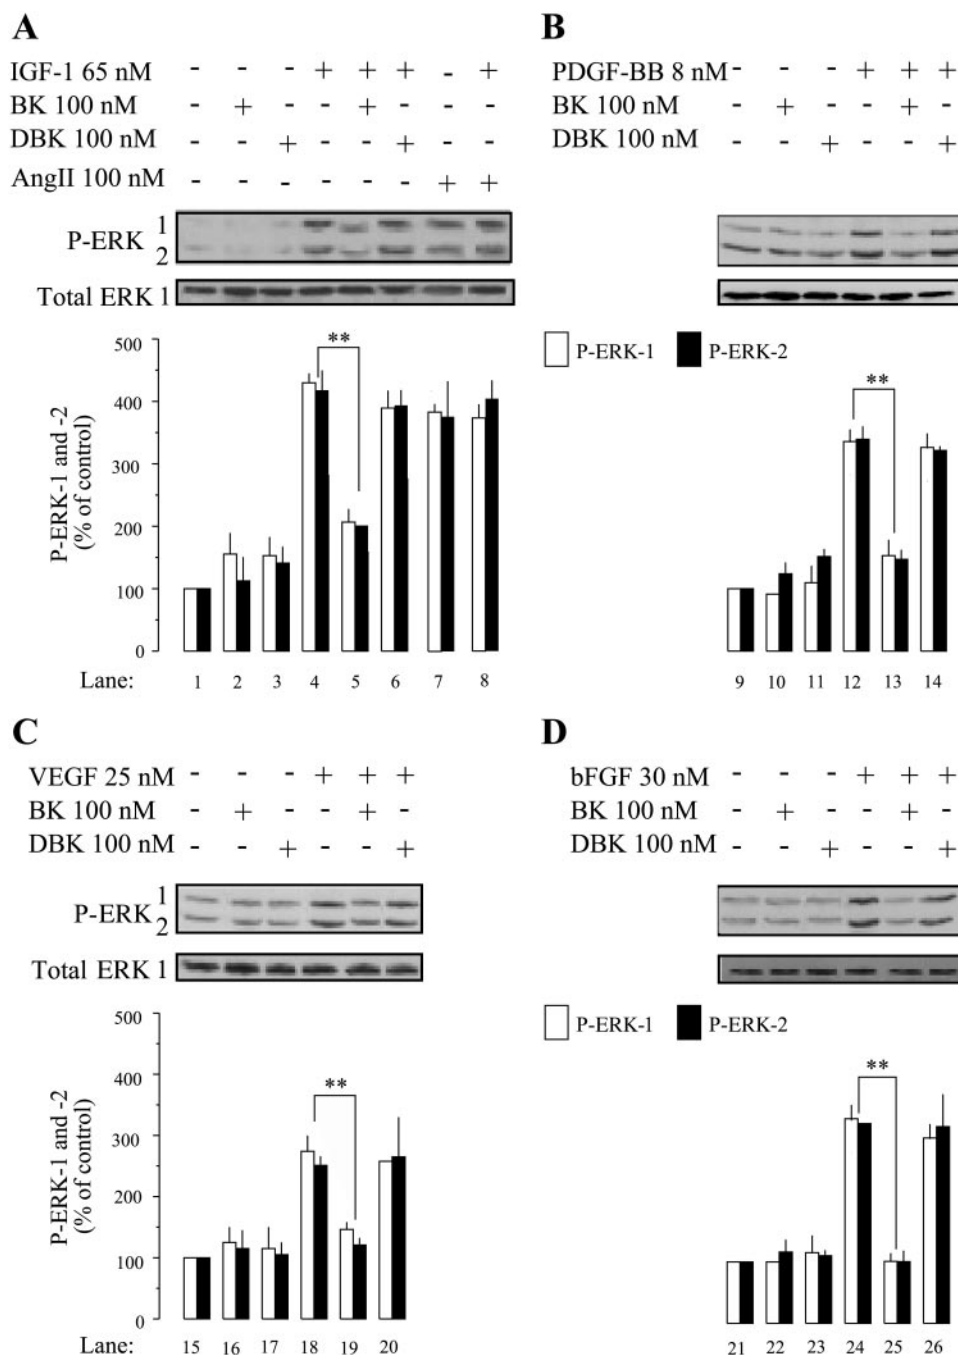 A
IGF-1 65 nM - - - + + + - +
BK 100 nM - + - - + - - -
DBK 100 nM - - + - - + - -
AngII 100 nM - - - - - - + +
P-ERK 1
2
Total ERK 1
500
400
300
200
100
0
P-ERK-1 and -2
(% of control)
**
Lane: 1 2 3 4 5 6 7 8
B
PDGF-BB 8 nM - - - + + +
BK 100 nM - + - - + -
DBK 100 nM - - + - - +
P-ERK-1 P-ERK-2
**
9 10 11 12 13 14
C
VEGF 25 nM - - - + + +
BK 100 nM - + - - + -
DBK 100 nM - - + - - +
P-ERK 1
2
Total ERK 1
500
400
300
200
100
0
P-ERK-1 and -2
(% of control)
**
Lane: 15 16 17 18 19 20
D
bFGF 30 nM - - - + + +
BK 100 nM - + - - + -
DBK 100 nM - - + - - +
P-ERK-1 P-ERK-2
**
21 22 23 24 25 26